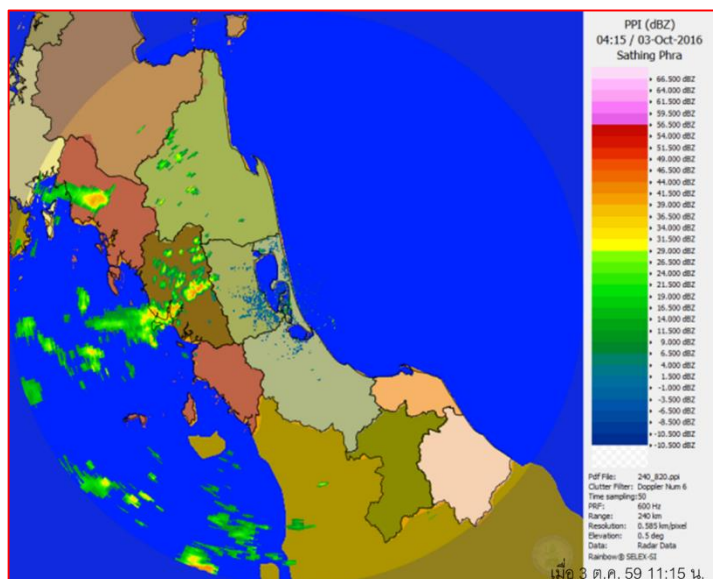 PPI (dBZ)
04:15 / 03-Oct-2016
Sathing Phra
66.500 dBZ
64.000 dBZ
61.500 dBZ
59.500 dBZ
56.500 dBZ
54.000 dBZ
51.500 dBZ
49.000 dBZ
46.500 dBZ
44.000 dBZ
41.500 dBZ
39.000 dBZ
36.500 dBZ
34.000 dBZ
31.500 dBZ
29.000 dBZ
26.500 dBZ
24.000 dBZ
21.500 dBZ
19.000 dBZ
16.500 dBZ
14.000 dBZ
11.500 dBZ
9.000 dBZ
6.500 dBZ
4.000 dBZ
1.500 dBZ
-1.000 dBZ
-3.500 dBZ
-6.500 dBZ
-8.500 dBZ
-10.500 dBZ
-10.500 dBZ
Pdf File: 240_820.ppi
Clutter Filter: Doppler Num 6
Time sampling:50
PRF: 600 Hz
Range: 240 km
Resolution: 0.585 km/pixel
Elevation: 0.5 deg
Data: Radar Data
Rainbow® SELEX-SI
เมื่อ 3 ต.ค. 59 11:15 น.